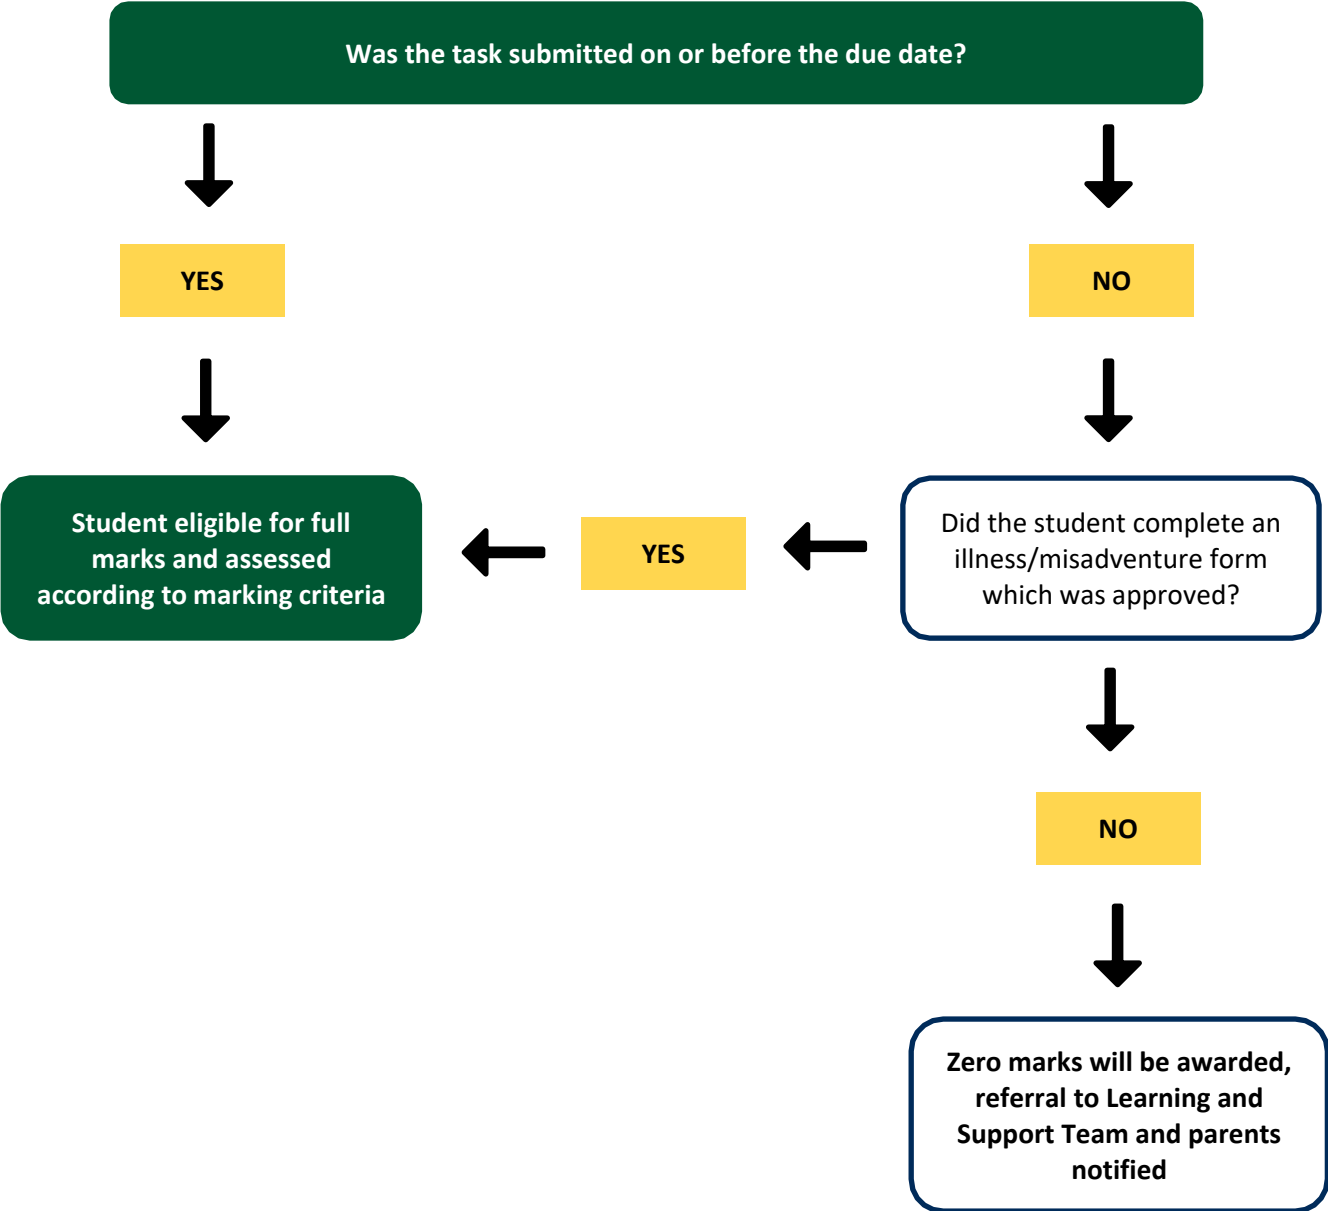 Was the task submitted on or before the due date?
YES
NO
Student eligible for full
marks and assessed
according to marking criteria
YES
Did the student complete an
illness/misadventure form
which was approved?
NO
Zero marks will be awarded,
referral to Learning and
Support Team and parents
notified